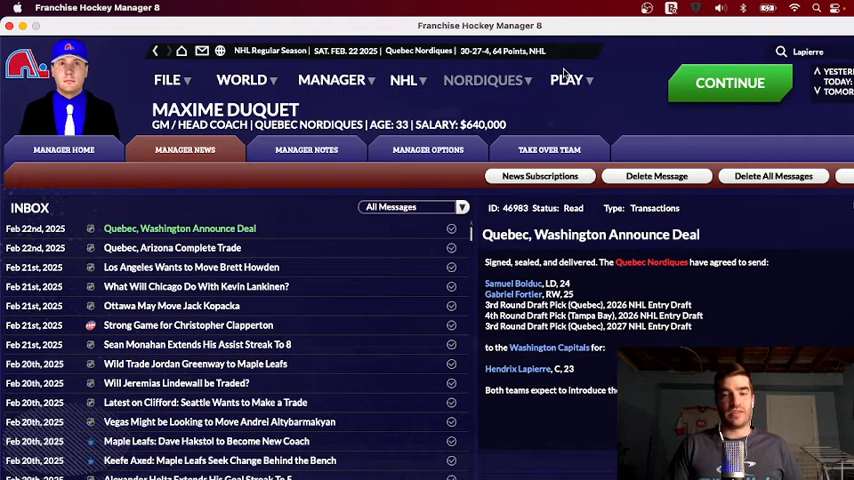 Franchise Hockey Manager 8
Franchise Hockey Manager 8
NHL Regular Season | SAT. FEB. 22 2025 | Quebec Nordiques | 30-27-4, 64 Points, NHL
Lapierre
FILE WORLD MANAGER NHL NORDIQUES PLAY
CONTINUE
YESTER
TODAY:
TOMOR
MAXIME DUQUET
GM / HEAD COACH | QUEBEC NORDIQUES | AGE: 33 | SALARY: $640,000
MANAGER HOME MANAGER NEWS MANAGER NOTES MANAGER OPTIONS TAKE OVER TEAM
News Subscriptions Delete Message Delete All Messages
INBOX All Messages
Feb 22nd, 2025 Quebec, Washington Announce Deal
Feb 22nd, 2025 Quebec, Arizona Complete Trade
Feb 21st, 2025 Los Angeles Wants to Move Brett Howden
Feb 21st, 2025 What Will Chicago Do With Kevin Lankinen?
Feb 21st, 2025 Ottawa May Move Jack Kopacka
Feb 21st, 2025 Strong Game for Christopher Clapperton
Feb 21st, 2025 Sean Monahan Extends His Assist Streak To 8
Feb 20th, 2025 Wild Trade Jordan Greenway to Maple Leafs
Feb 20th, 2025 Will Jeremias Lindewall be Traded?
Feb 20th, 2025 Latest on Clifford: Seattle Wants to Make a Trade
Feb 20th, 2025 Vegas Might be Looking to Move Andrei Altybarmakyan
Feb 20th, 2025 Maple Leafs: Dave Hakstol to Become New Coach
Feb 20th, 2025 Keefe Axed: Maple Leafs Seek Change Behind the Bench
Feb 20th, 2025 Alexander Holtz Extends His Goal Streak To 5
ID: 46983 Status: Read Type: Transactions
Quebec, Washington Announce Deal
Signed, sealed, and delivered. The Quebec Nordiques have agreed to send:
Samuel Bolduc, LD, 24
Gabriel Fortier, RW, 25
3rd Round Draft Pick (Quebec), 2026 NHL Entry Draft
4th Round Draft Pick (Tampa Bay), 2026 NHL Entry Draft
3rd Round Draft Pick (Quebec), 2027 NHL Entry Draft
to the Washington Capitals for:
Hendrix Lapierre, C, 23
Both teams expect to introduce the